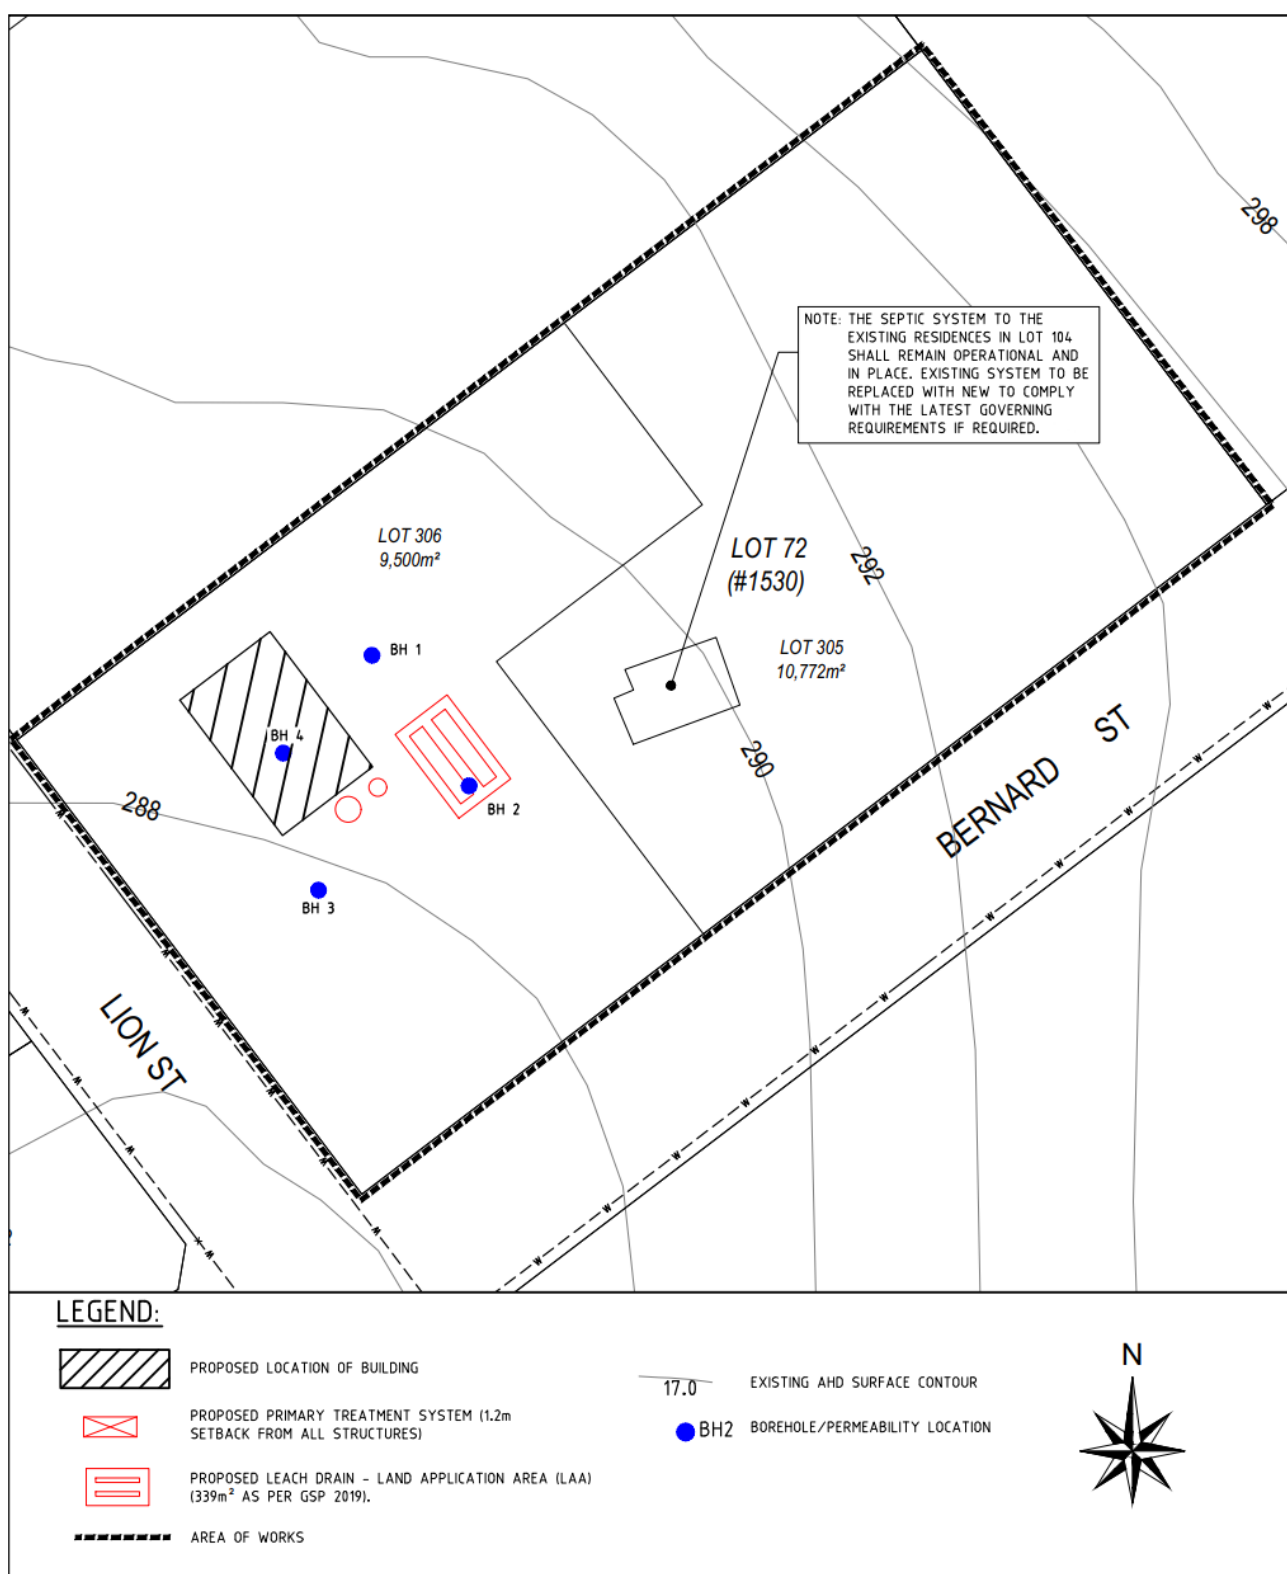 298
NOTE: THE SEPTIC SYSTEM TO THE
EXISTING RESIDENCES IN LOT 104
SHALL REMAIN OPERATIONAL AND
IN PLACE. EXISTING SYSTEM TO BE
REPLACED WITH NEW TO COMPLY
WITH THE LATEST GOVERNING
REQUIREMENTS IF REQUIRED.
LOT 306
9,500m²
LOT 72
(#1530)
292
LOT 305
10,772m²
BH 1
BH 4
BH 2
290
288
BERNARD ST
BH 3
LION ST
W W W W W W W W W W W
W W W W W W
W W W W
LEGEND:
PROPOSED LOCATION OF BUILDING
PROPOSED PRIMARY TREATMENT SYSTEM (1.2m
SETBACK FROM ALL STRUCTURES)
PROPOSED LEACH DRAIN - LAND APPLICATION AREA (LAA)
(339m² AS PER GSP 2019).
AREA OF WORKS
17.0 EXISTING AHD SURFACE CONTOUR
BH2 BOREHOLE/PERMEABILITY LOCATION
N